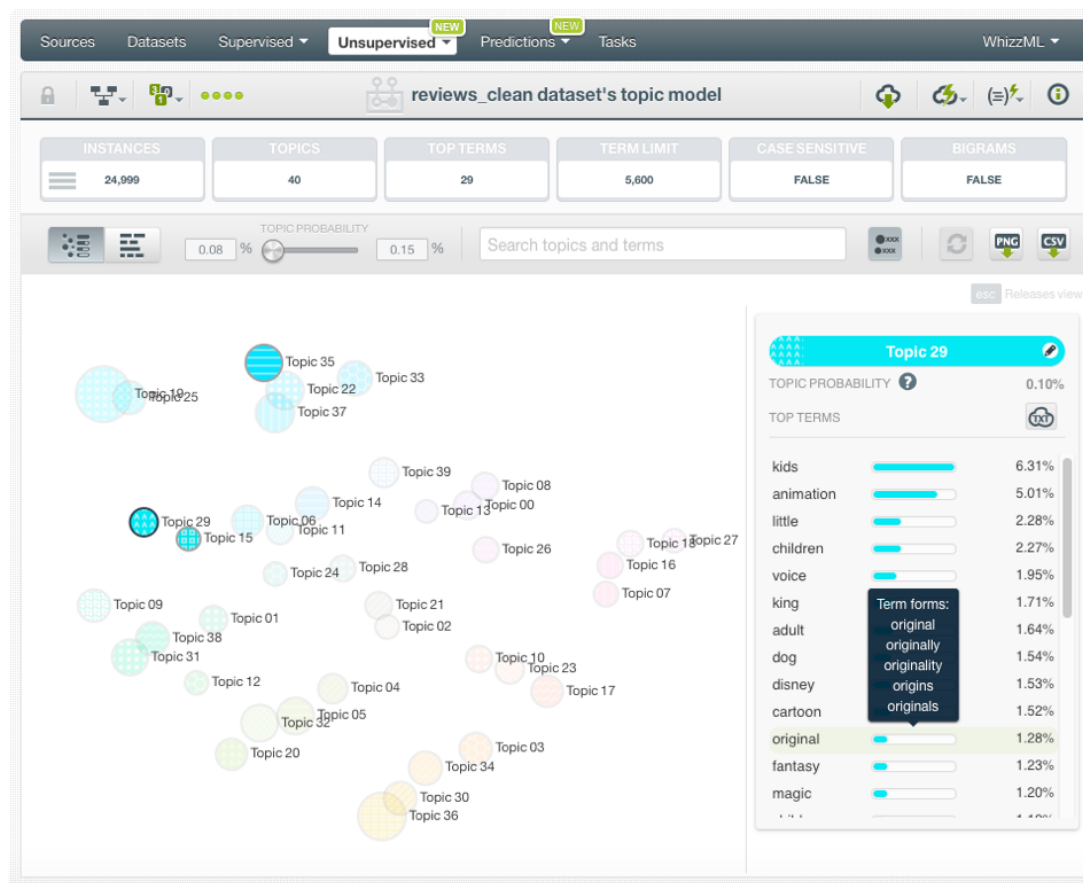 NEW NEW
Sources Datasets Supervised Unsupervised Predictions Tasks WhizzML
reviews_clean dataset's topic model
INSTANCES TOPICS TOP TERMS TERM LIMIT CASE SENSITIVE BIGRAMS
24,999 40 29 5,600 FALSE FALSE
TOPIC PROBABILITY
0.08 % 0.15 % Search topics and terms PNG CSV
esc Releases view
Topic 35
Topic 33
Topic 22
Topic 19
Topic 25
Topic 37
Topic 39
Topic 08
Topic 14
Topic 00
Topic 13
Topic 29
Topic 06
Topic 11
Topic 15
Topic 27
Topic 18
Topic 26
Topic 16
Topic 28
Topic 24
Topic 07
Topic 09
Topic 21
Topic 01
Topic 02
Topic 38
Topic 31
Topic 10
Topic 23
Topic 12
Topic 04
Topic 17
Topic 05
Topic 32
Topic 03
Topic 20
Topic 34
Topic 30
Topic 36
Topic 29
TOPIC PROBABILITY ? 0.10%
TOP TERMS TXT
kids 6.31%
animation 5.01%
little 2.28%
children 2.27%
voice 1.95%
king 1.71%
adult 1.64%
dog 1.54%
disney 1.53%
cartoon 1.52%
original 1.28%
fantasy 1.23%
magic 1.20%
Term forms:
original
originally
originality
origins
originals